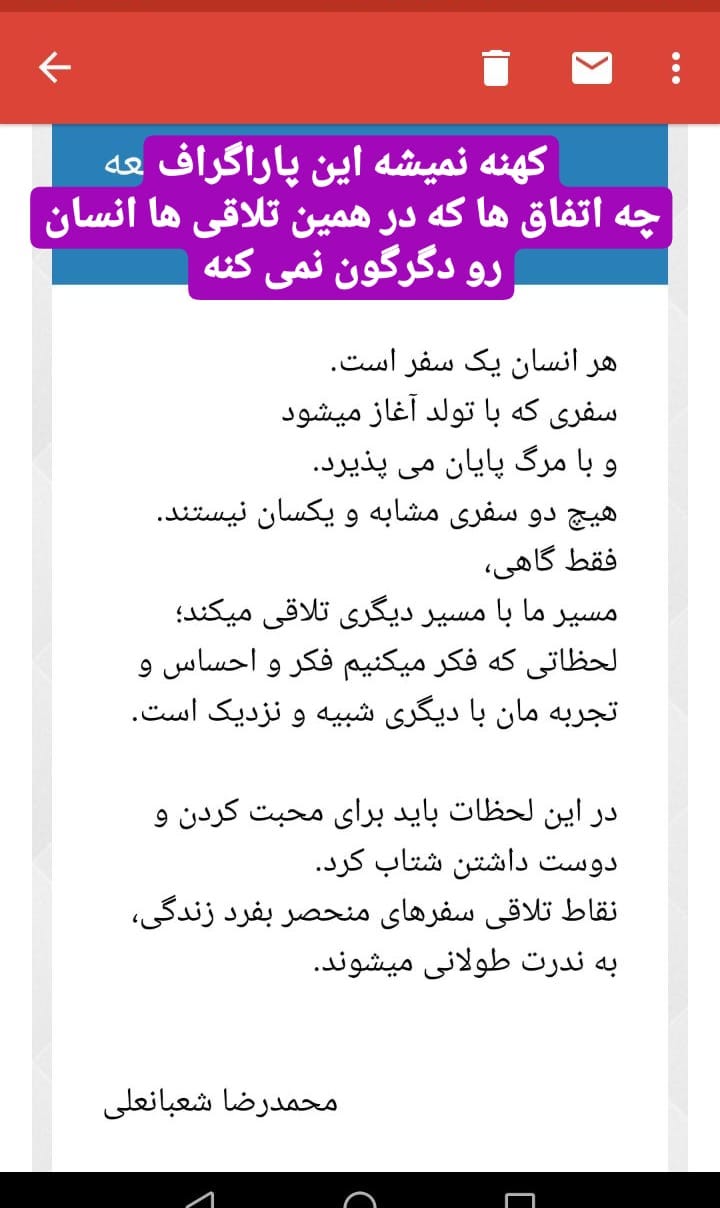 کهنه نمیشه این پاراگراف
چه اتفاق ها که در همین تلاقی ها انسان
رو دگرگون نمی کنه
هر انسان یک سفر است.
سفری که با تولد آغاز میشود
و با مرگ پایان می پذیرد.
هیچ دو سفری مشابه و یکسان نیستند.
فقط گاهی،
مسیر ما با مسیر دیگری تلاقی میکند؛
لحظاتی که فکر میکنیم فکر و احساس و
تجربه مان با دیگری شبیه و نزدیک است.
در این لحظات باید برای محبت کردن و
دوست داشتن شتاب کرد.
نقاط تلاقی سفرهای منحصر بفرد زندگی،
به ندرت طولانی میشوند.
محمدرضا شعبانعلی